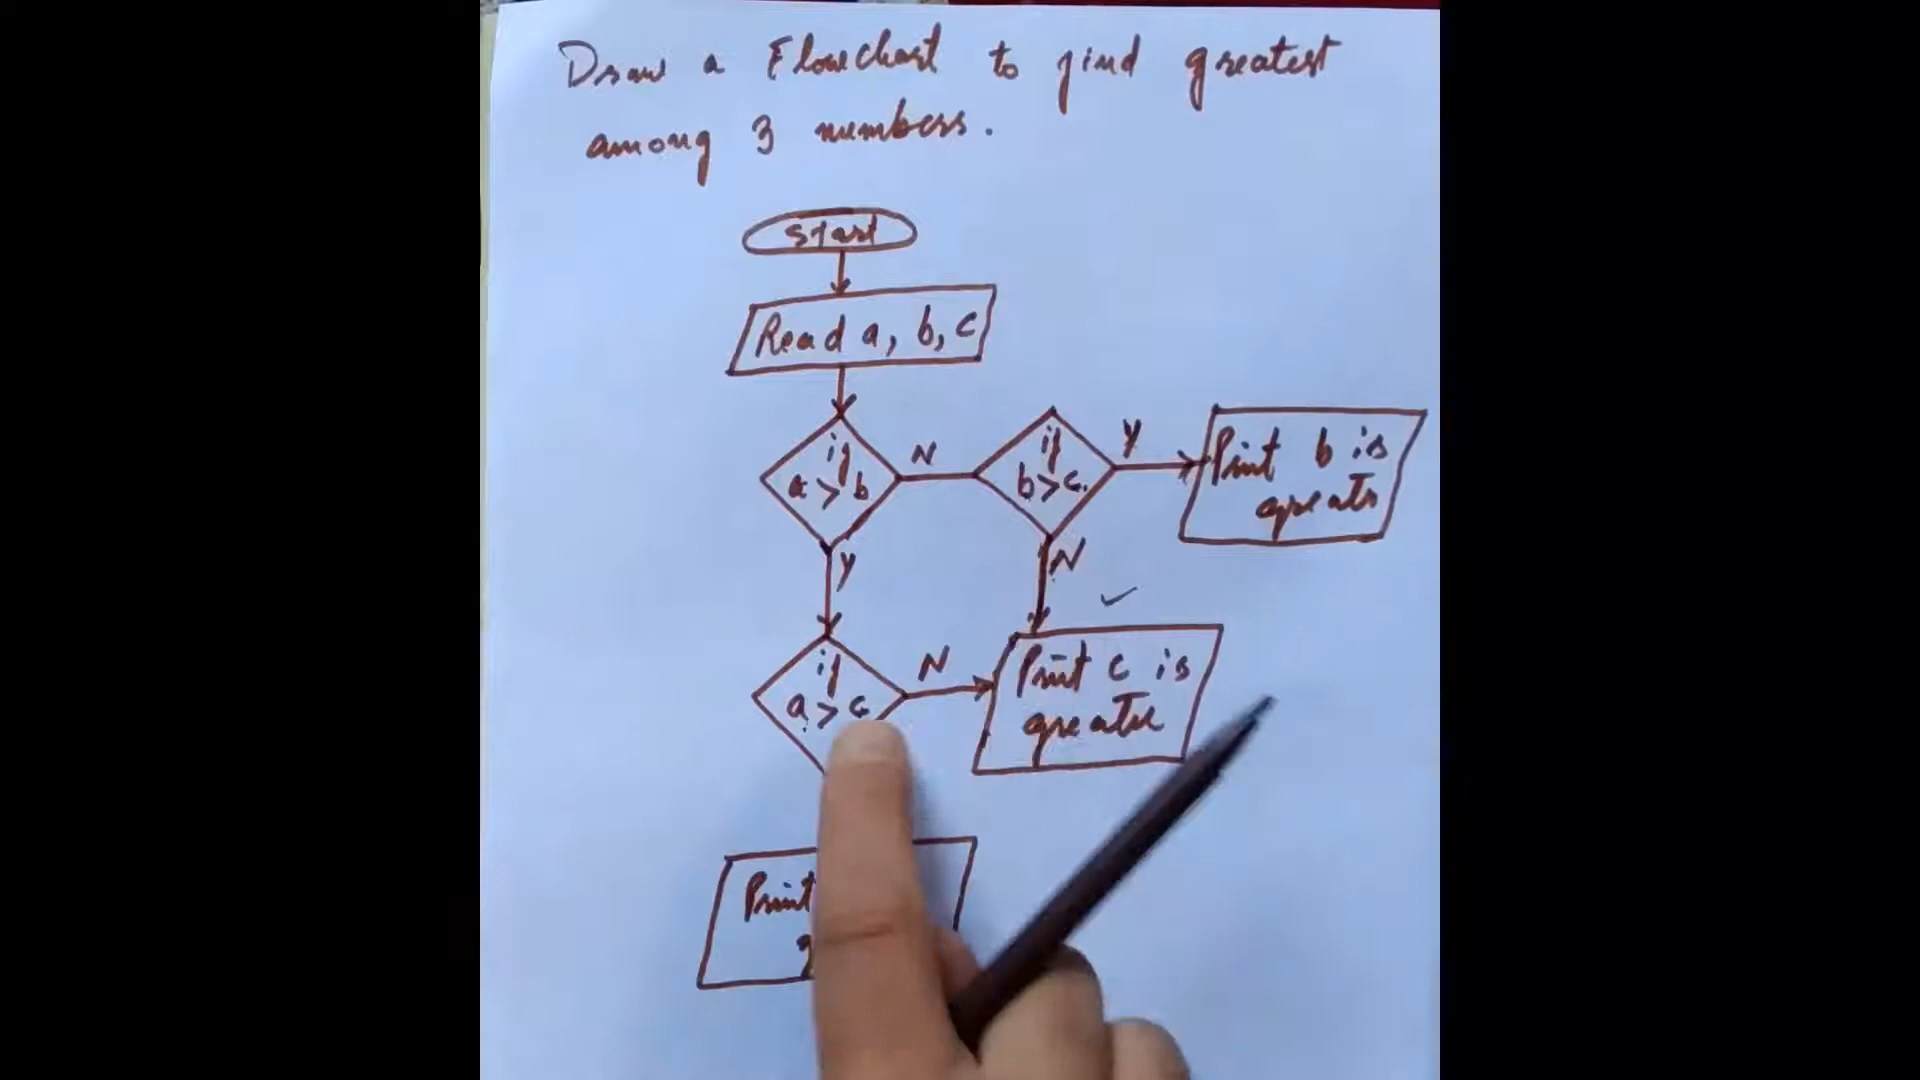 Draw a Flowchart to find greatest
among 3 numbers.
Start
Read a, b, c
if
a > b
N
if
b > c.
Y
Print b is
greatr
Y
N
if
a > c
N
Print c is
greater
Print